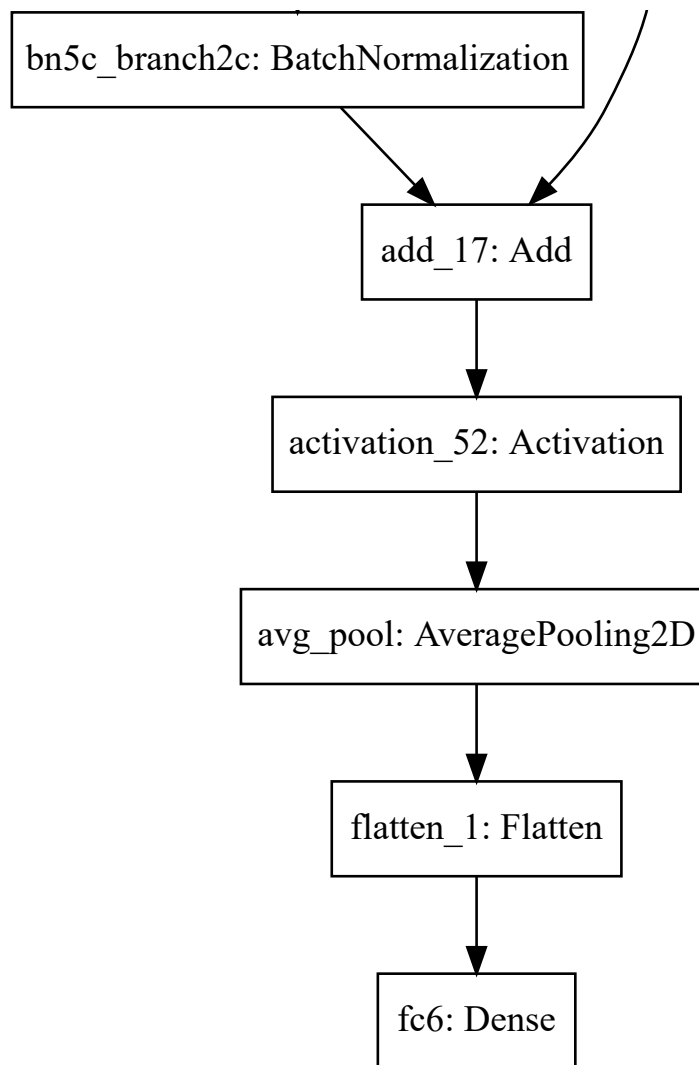 bn5c_branch2c: BatchNormalization
add_17: Add
activation_52: Activation
avg_pool: AveragePooling2D
flatten_1: Flatten
fc6: Dense